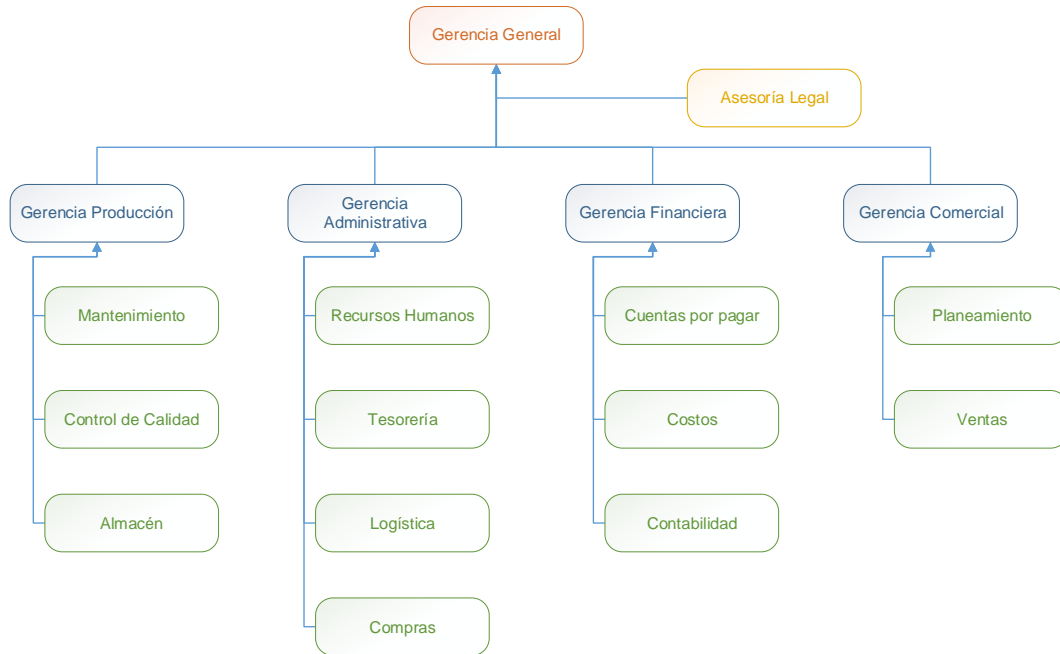 Gerencia General
Asesoría Legal
Gerencia Producción
Gerencia
Administrativa
Gerencia Financiera
Gerencia Comercial
Mantenimiento
Recursos Humanos
Cuentas por pagar
Planeamiento
Control de Calidad
Tesorería
Costos
Ventas
Almacén
Logística
Contabilidad
Compras